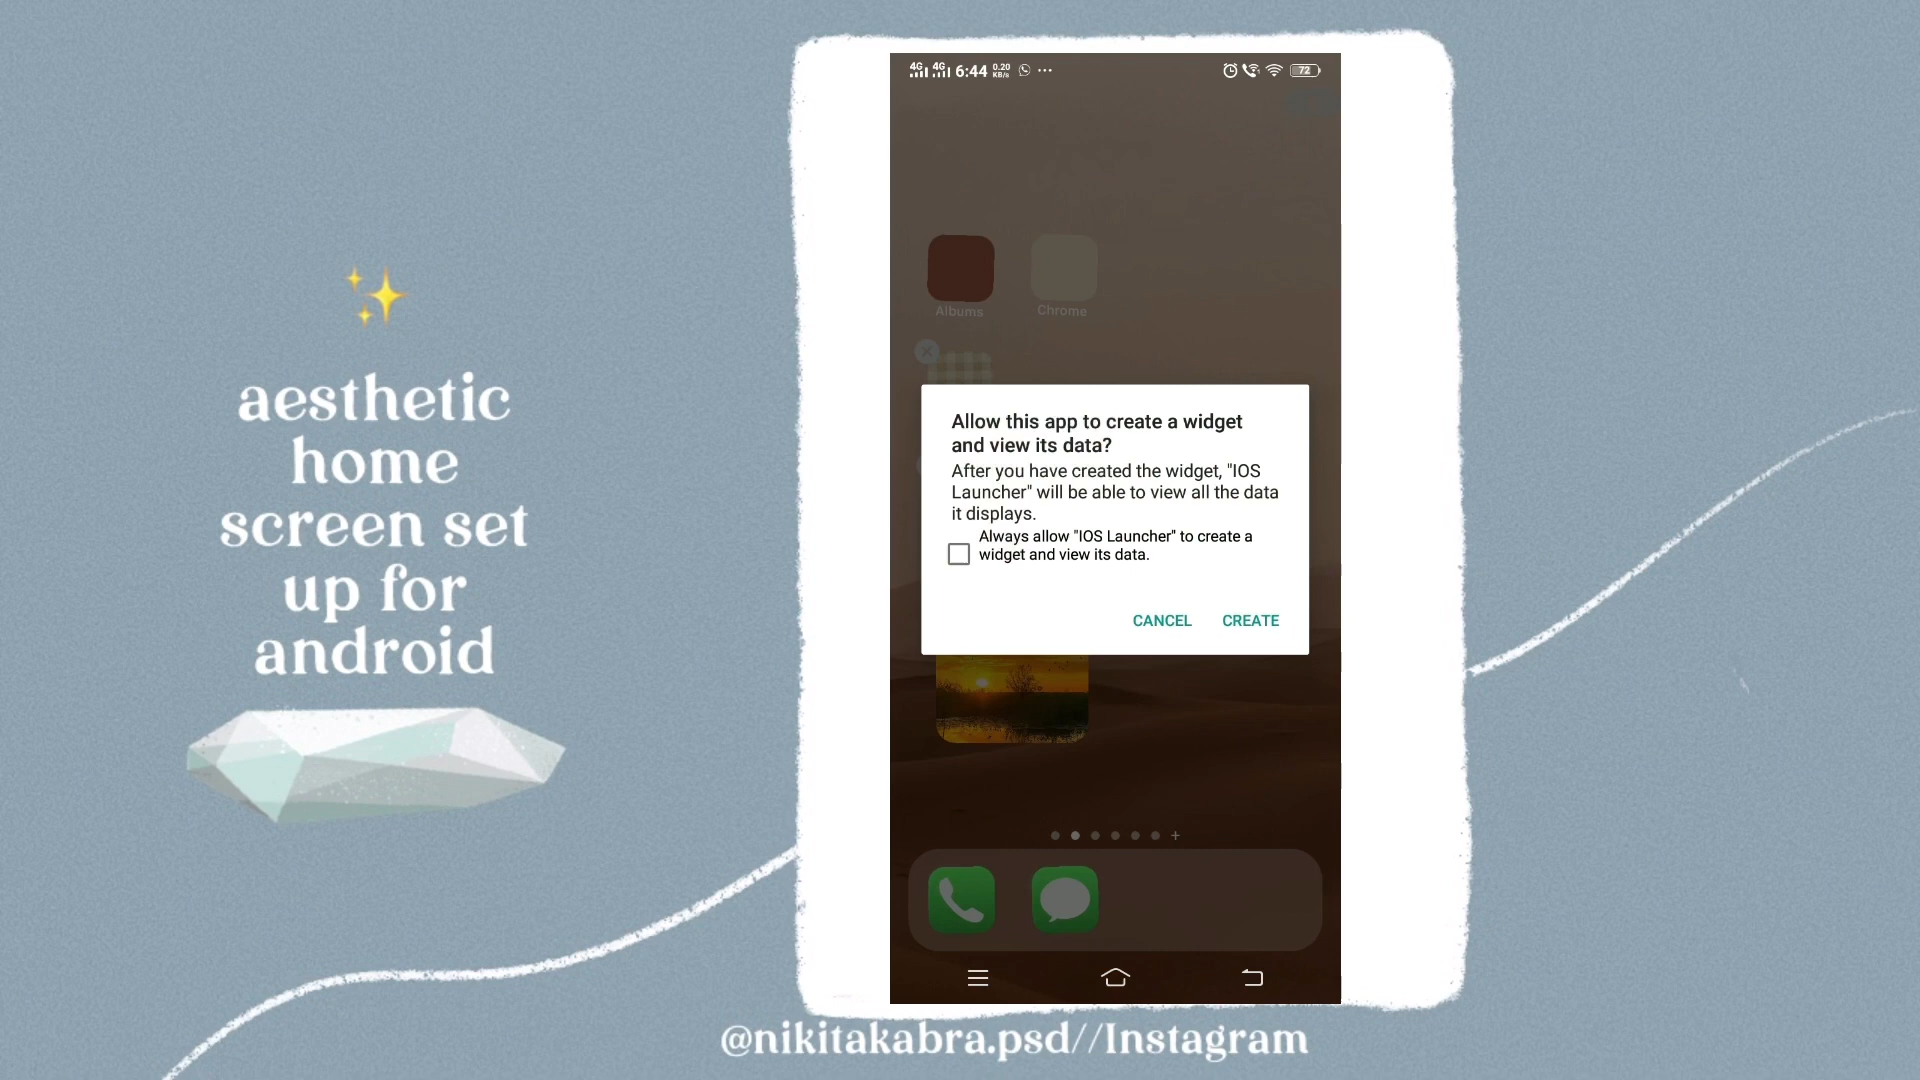 aesthetic
home
screen set
up for
android
4G 4G 6:44 0.20 KB/s
72
Albums
Chrome
Allow this app to create a widget
and view its data?
After you have created the widget, "IOS
Launcher" will be able to view all the data
it displays.
Always allow "IOS Launcher" to create a
widget and view its data.
CANCEL CREATE
@nikitakabra.psd//Instagram